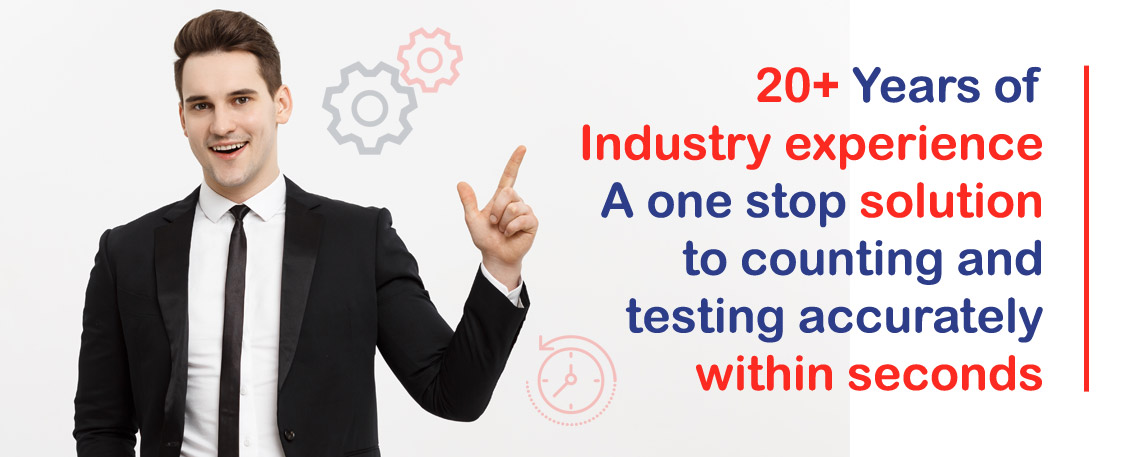 20+ Years of
Industry experience
A one stop solution
to counting and
testing accurately
within seconds